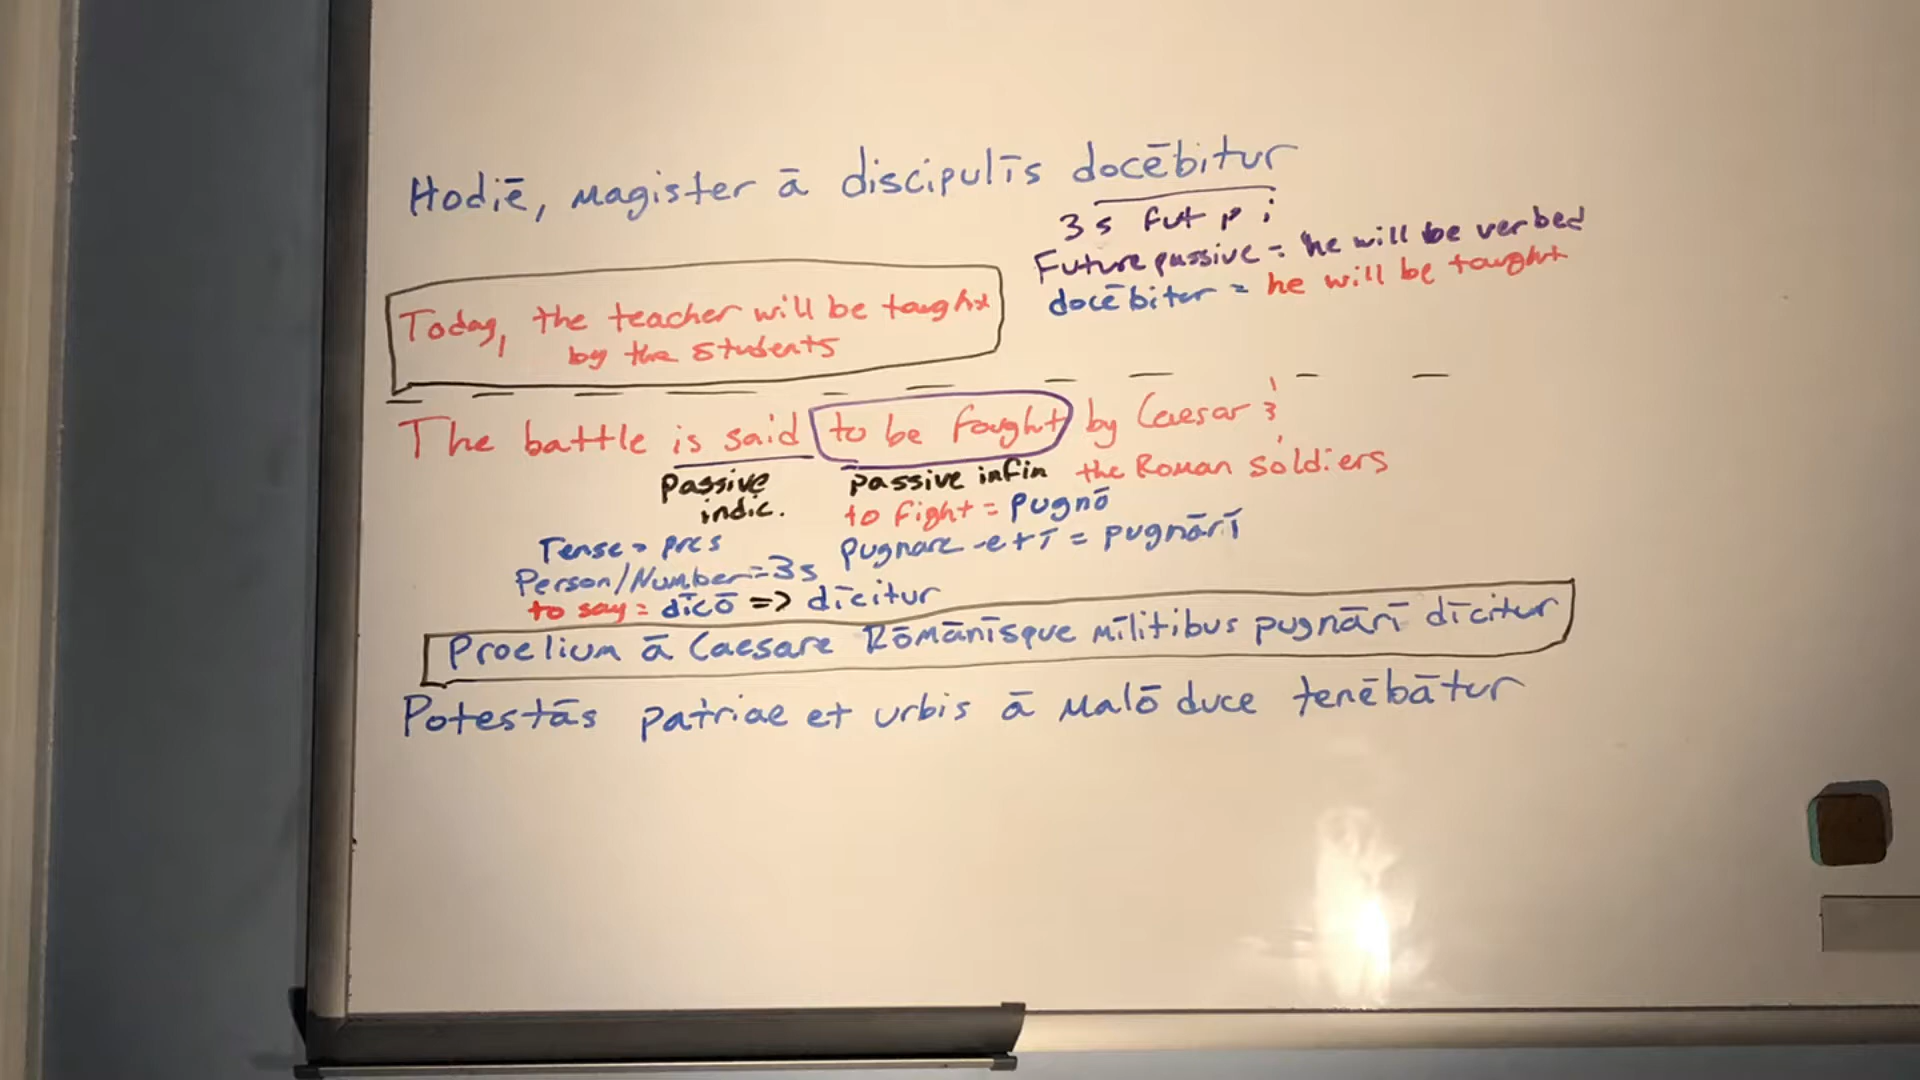 Hodiē, magister ā discipulīs docēbitur
3s fut p i
Future passive = he will be verbed
docēbitur = he will be taught
Today, the teacher will be taught
by the students
The battle is said to be fought by Caesar &
the Roman soldiers
Passive
indic.
passive infin
to fight = pugnō
pugnare -e+ī = pugnārī
Tense = pres
Person/Number = 3s
to say = dīcō => dīcitur
Proelium ā Caesare Rōmānīsque mīlitibus pugnārī dīcitur
Potestās patriae et urbis ā malō duce tenēbātur